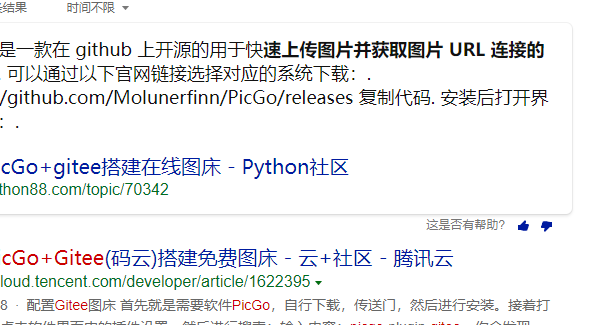 结果
时间不限
是一款在 github 上开源的用于快速上传图片并获取图片 URL 连接的
可以通过以下官网链接选择对应的系统下载：.
/github.com/Molunerfinn/PicGo/releases 复制代码. 安装后打开界
：.
icGo+gitee搭建在线图床 - Python社区
thon88.com/topic/70342
这是否有帮助?
icGo+Gitee(码云)搭建免费图床 - 云+社区 - 腾讯云
loud.tencent.com/developer/article/1622395
8 · 配置Gitee图床 首先就是需要软件PicGo，自行下载，传送门，然后进行安装。接着打